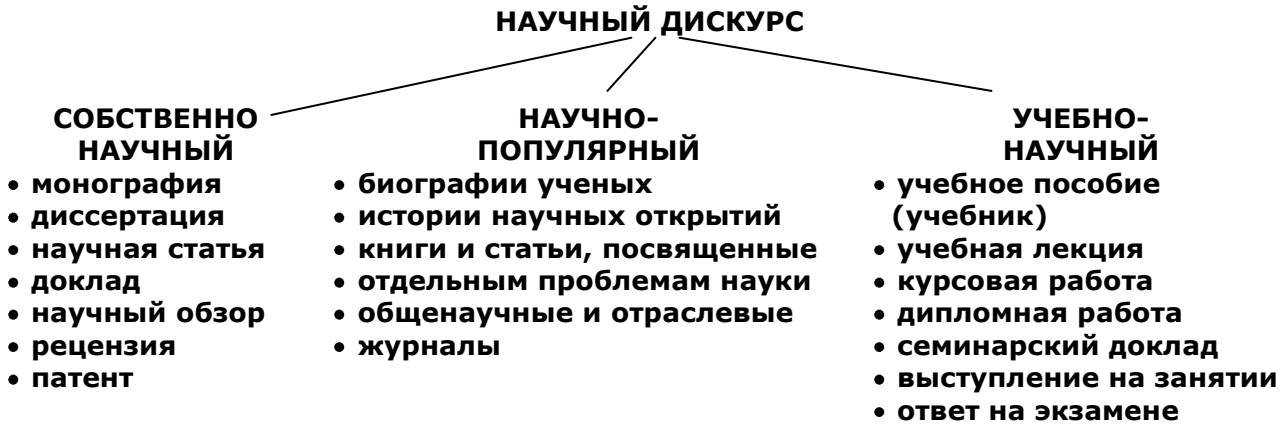 НАУЧНЫЙ ДИСКУРС
СОБСТВЕННО
НАУЧНЫЙ
• монография
• диссертация
• научная статья
• доклад
• научный обзор
• рецензия
• патент
НАУЧНО-
ПОПУЛЯРНЫЙ
• биографии ученых
• истории научных открытий
• книги и статьи, посвященные
• отдельным проблемам науки
• общенаучные и отраслевые
• журналы
УЧЕБНО-
НАУЧНЫЙ
• учебное пособие
(учебник)
• учебная лекция
• курсовая работа
• дипломная работа
• семинарский доклад
• выступление на занятии
• ответ на экзамене